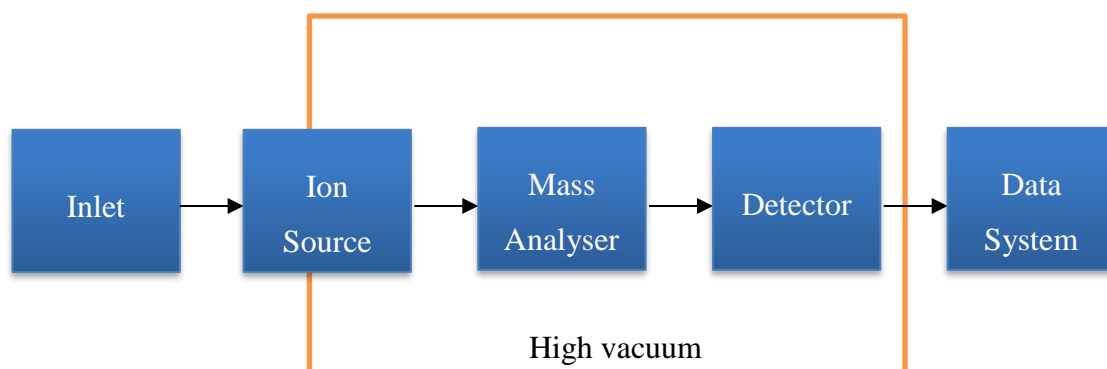 Inlet
Ion
Source
Mass
Analyser
Detector
Data
System
High vacuum